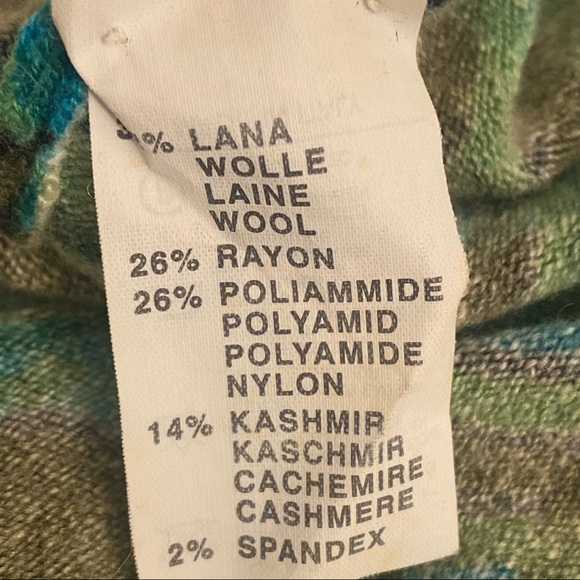 % LANA
WOLLE
LAINE
WOOL
26% RAYON
26% POLIAMMIDE
POLYAMID
POLYAMIDE
NYLON
14% KASHMIR
KASCHMIR
CACHEMIRE
CASHMERE
2% SPANDEX